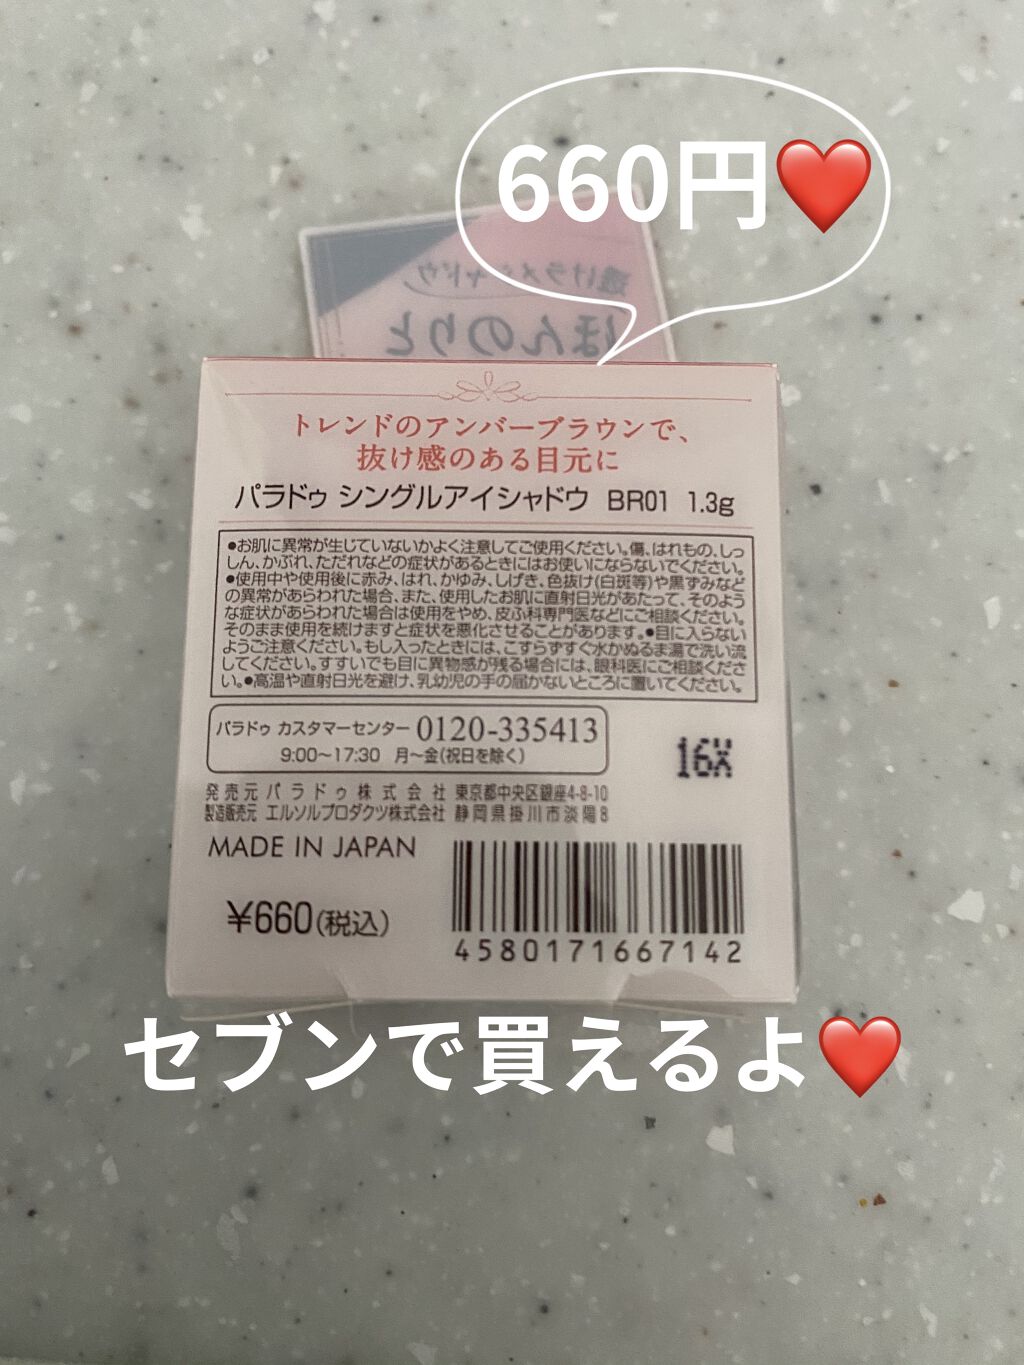 660円❤️
透けラメシャドウ
ほんのりと
トレンドのアンバーブラウンで、
抜け感のある目元に
パラドゥ シングルアイシャドウ BR01 1.3g
●お肌に異常が生じていないかよく注意してご使用ください。傷、はれもの、しっ
しん、かぶれ、ただれなどの症状があるときにはお使いにならないでください。
●使用中や使用後に赤み、はれ、かゆみ、しげき、色抜け(白斑等)や黒ずみなど
の異常があらわれた場合、また、使用したお肌に直射日光があたって、そのよう
な症状があらわれた場合は使用をやめ、皮ふ科専門医などにご相談ください。
そのまま使用を続けますと症状を悪化させることがあります。●目に入らない
ようご注意ください。もし入ったときには、こすらずすぐ水かぬるま湯で洗い流
してください。すすいでも目に異物感が残る場合には、眼科医にご相談くださ
い。●高温や直射日光を避け、乳幼児の手の届かないところに置いてください。
パラドゥ カスタマーセンター 0120-335413
9:00〜17:30 月〜金(祝日を除く)
16X
発売元 パラドゥ株式会社 東京都中央区銀座4-8-10
製造販売元 エルソルプロダクツ株式会社 静岡県掛川市淡陽8
MADE IN JAPAN
¥660(税込)
4580171667142
セブンで買えるよ❤️